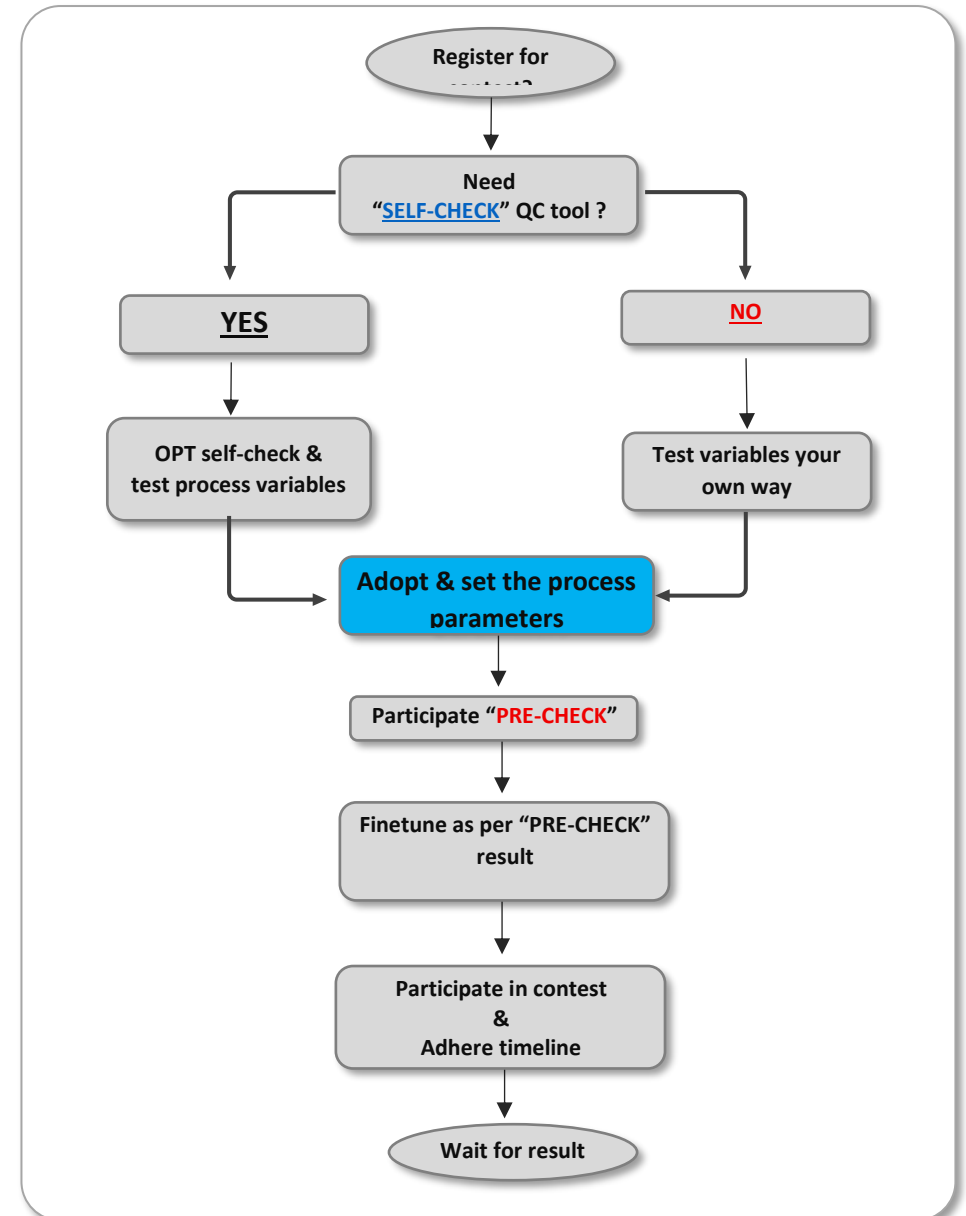 Register for
contest?
Need
“SELF-CHECK” QC tool ?
YES
NO
OPT self-check &
test process variables
Test variables your
own way
Adopt & set the process
parameters
Participate “PRE-CHECK”
Finetune as per “PRE-CHECK”
result
Participate in contest
&
Adhere timeline
Wait for result